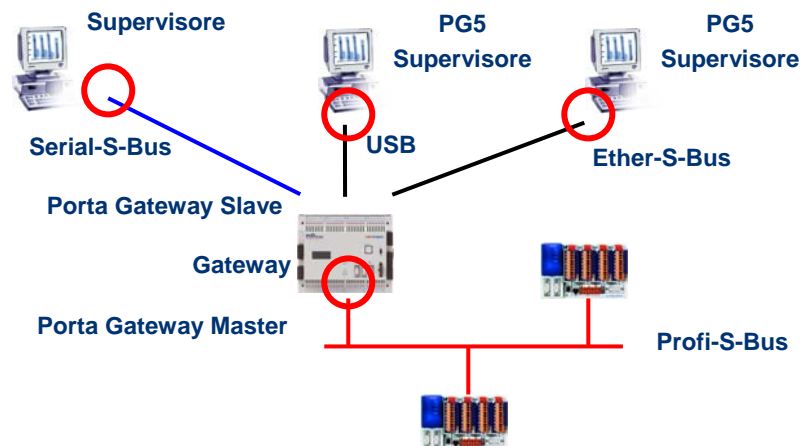 Supervisore
PG5
Supervisore
PG5
Supervisore
Serial-S-Bus
USB
Ether-S-Bus
Porta Gateway Slave
Gateway
Porta Gateway Master
Profi-S-Bus